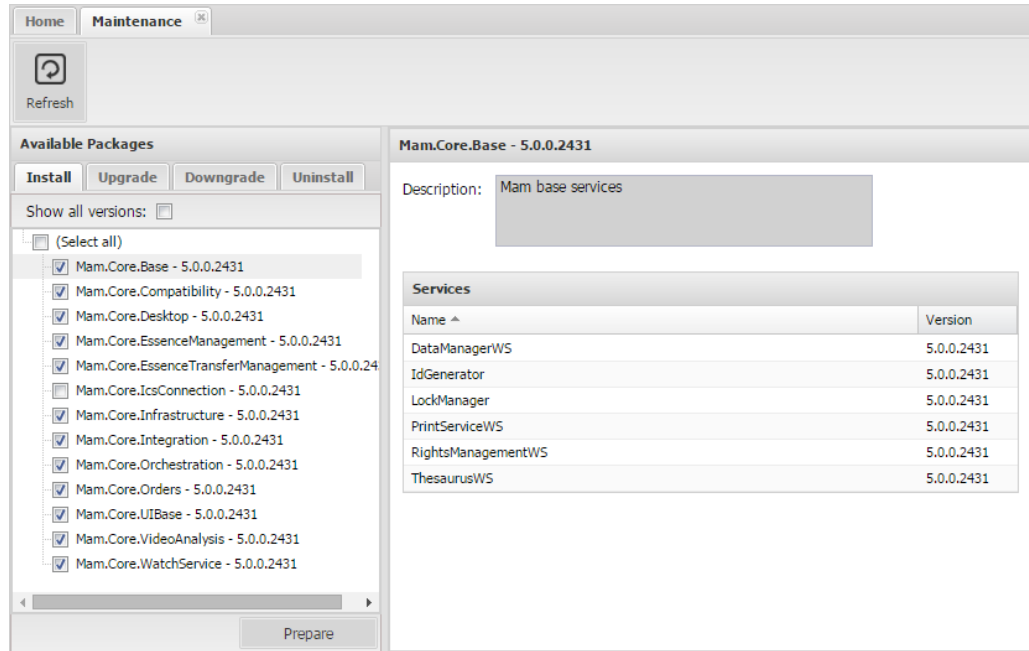 Home Maintenance
Refresh
Available Packages
Install Upgrade Downgrade Uninstall
Show all versions:
(Select all)
Mam.Core.Base - 5.0.0.2431
Mam.Core.Compatibility - 5.0.0.2431
Mam.Core.Desktop - 5.0.0.2431
Mam.Core.EssenceManagement - 5.0.0.2431
Mam.Core.EssenceTransferManagement - 5.0.0.24
Mam.Core.IcsConnection - 5.0.0.2431
Mam.Core.Infrastructure - 5.0.0.2431
Mam.Core.Integration - 5.0.0.2431
Mam.Core.Orchestration - 5.0.0.2431
Mam.Core.Orders - 5.0.0.2431
Mam.Core.UIBase - 5.0.0.2431
Mam.Core.VideoAnalysis - 5.0.0.2431
Mam.Core.WatchService - 5.0.0.2431
Prepare
Mam.Core.Base - 5.0.0.2431
Description: Mam base services
Services
Name Version
DataManagerWS 5.0.0.2431
IdGenerator 5.0.0.2431
LockManager 5.0.0.2431
PrintServiceWS 5.0.0.2431
RightsManagementWS 5.0.0.2431
ThesaurusWS 5.0.0.2431